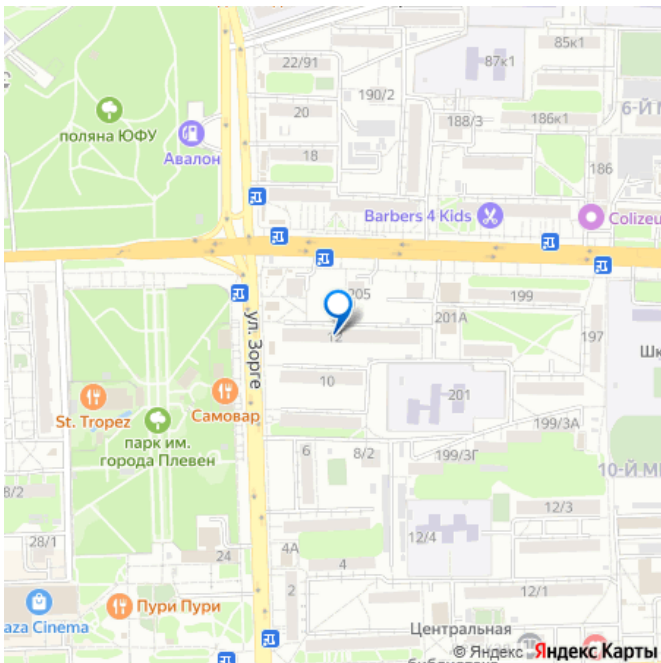 85к1
22/91
87к1
190/2
6-Й
20
188/3
186к1
поляна ЮФУ
Авалон
18
186
Barbers 4 Kids
Colizeu
205
199
201А
ул. Зорге
12
197
Шк
10
201
St. Tropez
Самовар
парк им.
города Плевен
199/3А
6
8/2
199/3Г
10-Й МИ
8/2
12/3
28/1
24
4А
12/4
4
2
12/1
Пури Пури
aza Cinema
Центральная
© Яндекс Яндекс Карты